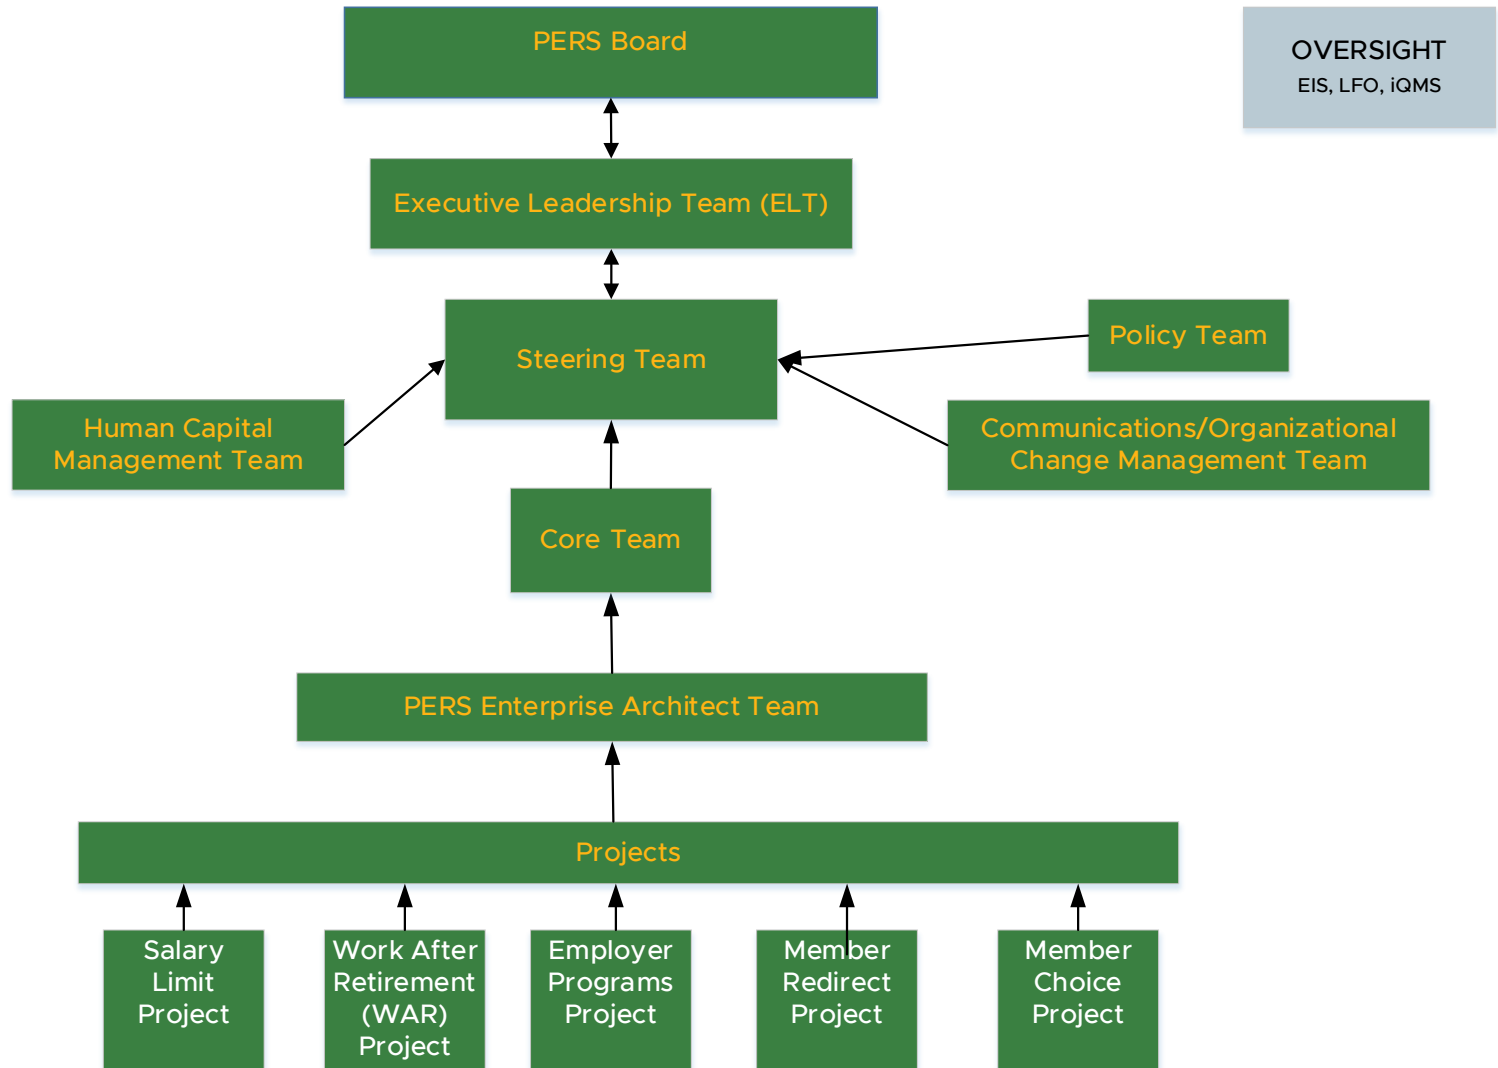 PERS Board
OVERSIGHT
EIS, LFO, iQMS
Executive Leadership Team (ELT)
Steering Team
Policy Team
Human Capital
Management Team
Communications/Organizational
Change Management Team
Core Team
PERS Enterprise Architect Team
Projects
Salary
Limit
Project
Work After
Retirement
(WAR)
Project
Employer
Programs
Project
Member
Redirect
Project
Member
Choice
Project